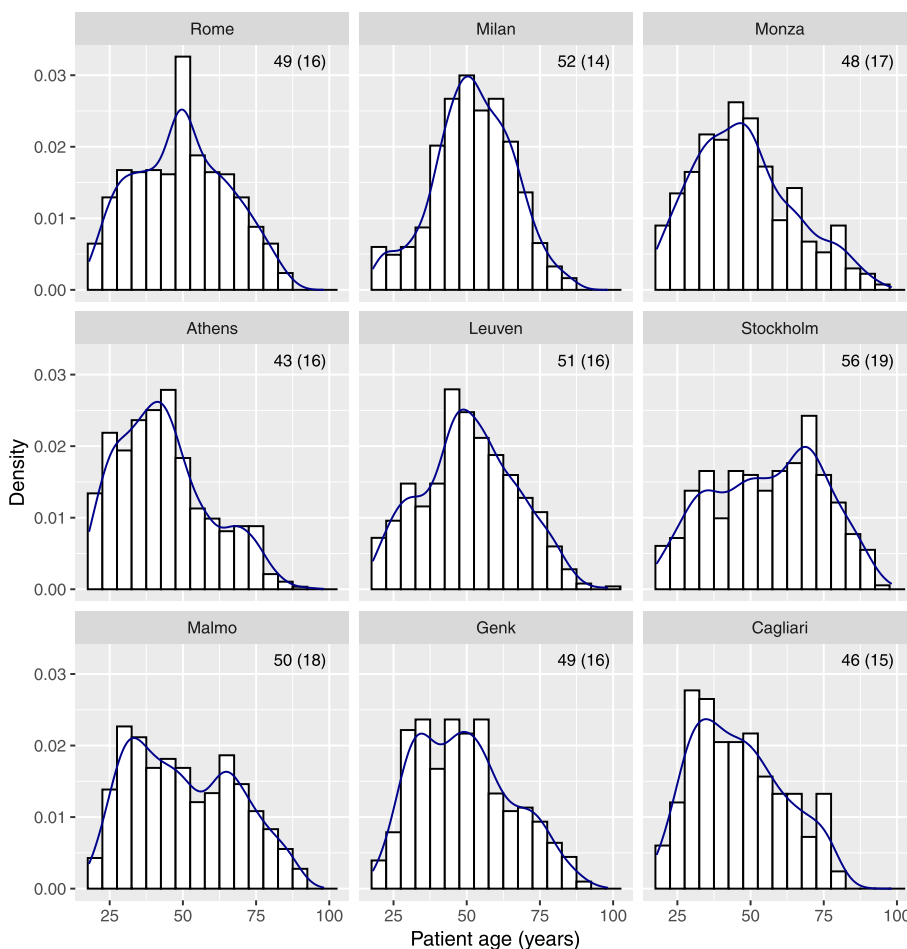 Rome Milan Monza
49 (16) 52 (14) 48 (17)
0.03
0.02
0.01
0.00
Athens Leuven Stockholm
43 (16) 51 (16) 56 (19)
0.03
0.02
0.01
0.00
Density
Malmo Genk Cagliari
50 (18) 49 (16) 46 (15)
0.03
0.02
0.01
0.00
25 50 75 100 25 50 75 100 25 50 75 100
Patient age (years)